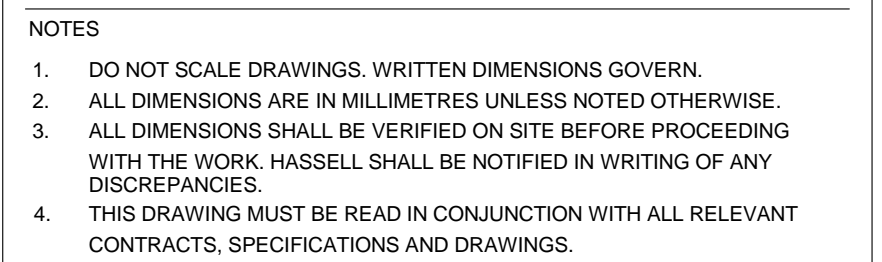 NOTES
1. DO NOT SCALE DRAWINGS. WRITTEN DIMENSIONS GOVERN.
2. ALL DIMENSIONS ARE IN MILLIMETRES UNLESS NOTED OTHERWISE.
3. ALL DIMENSIONS SHALL BE VERIFIED ON SITE BEFORE PROCEEDING
WITH THE WORK. HASSELL SHALL BE NOTIFIED IN WRITING OF ANY
DISCREPANCIES.
4. THIS DRAWING MUST BE READ IN CONJUNCTION WITH ALL RELEVANT
CONTRACTS, SPECIFICATIONS AND DRAWINGS.